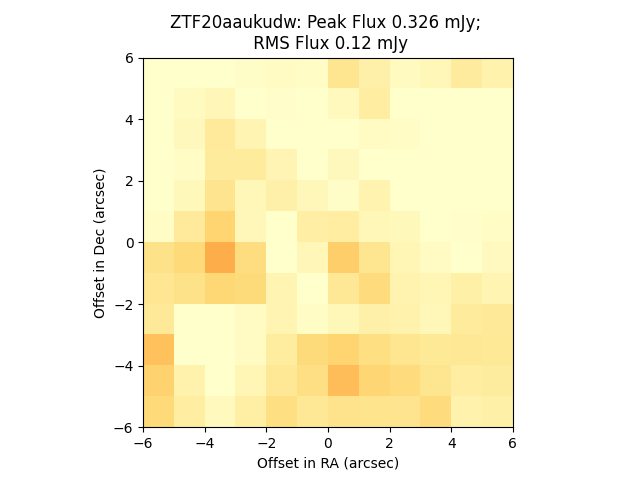 ZTF20aaukudw: Peak Flux 0.326 mJy;
RMS Flux 0.12 mJy
6
4
2
0
−2
−4
−6
Offset in Dec (arcsec)
−6 −4 −2 0 2 4 6
Offset in RA (arcsec)